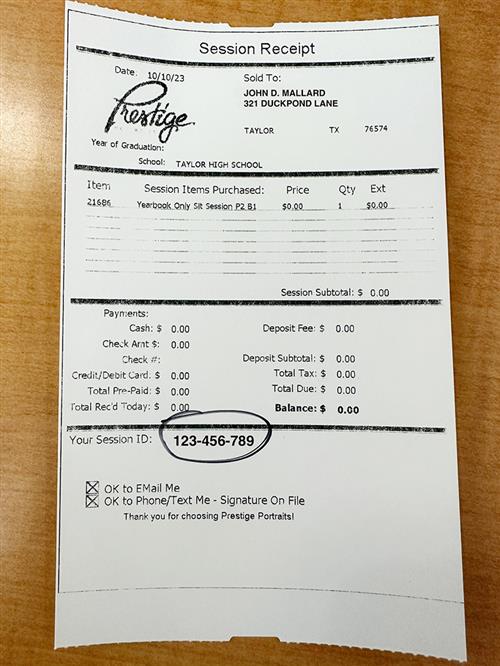 Session Receipt
Date: 10/10/23
Sold To:
JOHN D. MALLARD
321 DUCKPOND LANE
TAYLOR TX 76574
Prestige
Year of Graduation:
School: TAYLOR HIGH SCHOOL
Item Session Items Purchased: Price Qty Ext
21686 Yearbook Only Sit Session P2 B1 $0.00 1 $0.00
Session Subtotal: $ 0.00
Payments:
Cash: $ 0.00 Deposit Fee: $ 0.00
Check Amt $: 0.00
Check #: Deposit Subtotal: $ 0.00
Credit/Debit Card: $ 0.00 Total Tax: $ 0.00
Total Pre-Paid: $ 0.00 Total Due: $ 0.00
Total Rec'd Today: $ 0.00 Balance: $ 0.00
Your Session ID: 123-456-789
OK to EMail Me
OK to Phone/Text Me - Signature On File
Thank you for choosing Prestige Portraits!